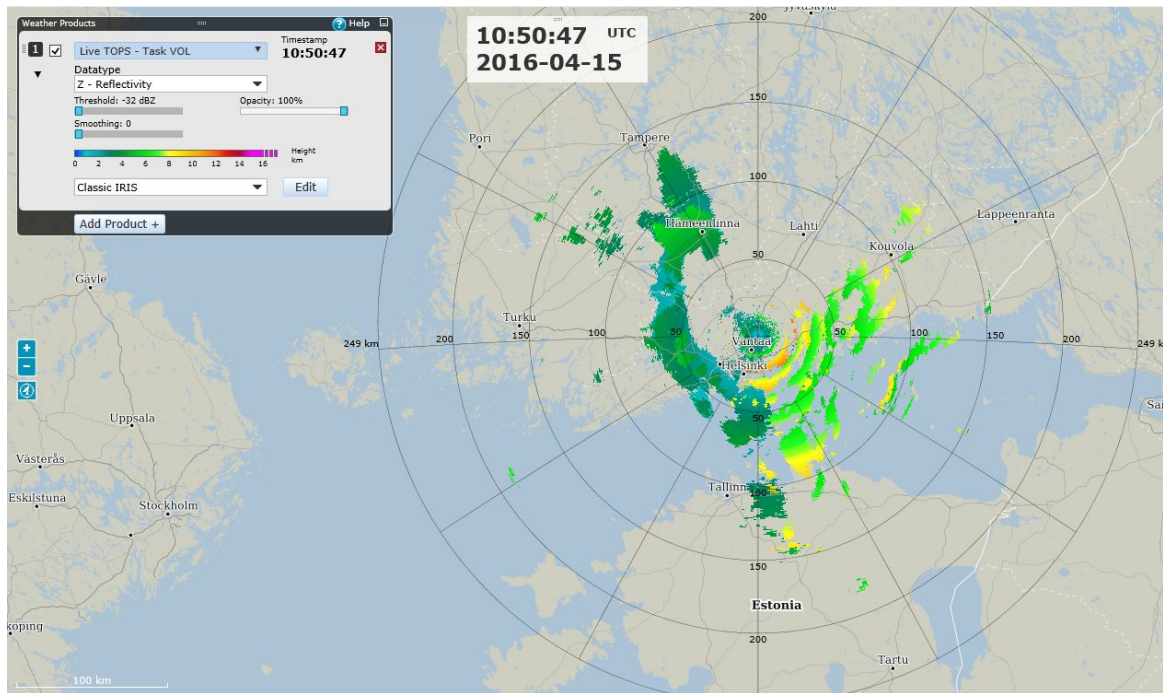 Weather Products
? Help
1
Live TOPS - Task VOL
Timestamp
10:50:47
Datatype
Z - Reflectivity
Threshold: -32 dBZ
Opacity: 100%
Smoothing: 0
0 2 4 6 8 10 12 14 16
Height
km
Classic IRIS
Edit
Add Product +
10:50:47 UTC
2016-04-15
200
Jyväskylä
150
Pori
Tampere
100
Hämeenlinna
Lahti
Lappeenranta
Kouvola
50
Gävle
Turku
249 km
200
150
100
50
Vantaa
50
100
150
200
249 km
Helsinki
Uppsala
50
Västerås
Eskilstuna
Stockholm
Tallinn
100
150
Estonia
200
köping
Tartu
100 km
+
−